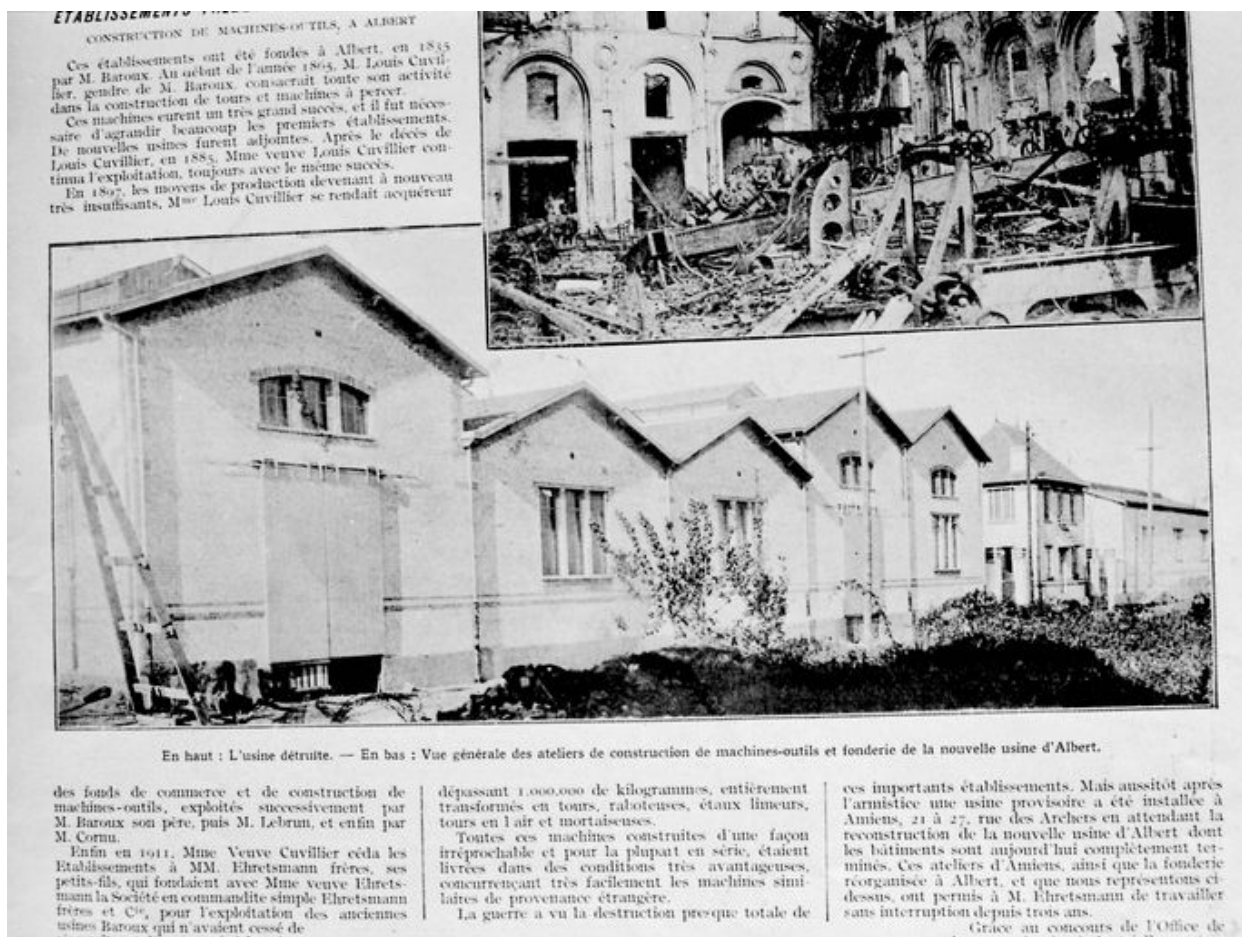 ÉTABLISSEMENTS
CONSTRUCTION DE MACHINES-OUTILS, A ALBERT
Ces établissements ont été fondés à Albert, en 1835
par M. Baroux. Au début de l'année 1865, M. Louis Cuvil-
lier, gendre de M. Baroux, consacrait toute son activité
dans la construction de tours et machines à percer.
Ces machines eurent un très grand succès, et il fut néces-
saire d'agrandir beaucoup les premiers établissements.
De nouvelles usines furent adjointes. Après le décès de
Louis Cuvillier, en 1885, Mme veuve Louis Cuvillier con-
tinua l'exploitation, toujours avec le même succès.
En 1897, les moyens de production devenant à nouveau
très insuffisants, Mme Louis Cuvillier se rendait acquéreur
En haut : L'usine détruite. — En bas : Vue générale des ateliers de construction de machines-outils et fonderie de la nouvelle usine d'Albert.
des fonds de commerce et de construction de
machines-outils, exploités successivement par
M. Baroux son père, puis M. Lebrun, et enfin par
M. Cornu.
Enfin en 1911, Mme Veuve Cuvillier céda les
Etablissements à MM. Ehretsmann frères, ses
petits-fils, qui fondaient avec Mme veuve Ehrets-
mann la Société en commandite simple Ehretsmann
frères et Cie, pour l'exploitation des anciennes
usines Baroux qui n'avaient cessé de
dépassant 1.000.000 de kilogrammes, entièrement
transformés en tours, raboteuses, étaux limeurs,
tours en l air et mortaiseuses.
Toutes ces machines construites d'une façon
irréprochable et pour la plupart en série, étaient
livrées dans des conditions très avantageuses,
concurrençant très facilement les machines simi-
laires de provenance étrangère.
La guerre a vu la destruction presque totale de
ces importants établissements. Mais aussitôt après
l'armistice une usine provisoire a été installée à
Amiens, 21 à 27, rue des Archers en attendant la
reconstruction de la nouvelle usine d'Albert dont
les bâtiments sont aujourd'hui complètement ter-
minés. Ces ateliers d'Amiens, ainsi que la fonderie
réorganisée à Albert, et que nous représentons ci-
dessus, ont permis à M. Ehretsmann de travailler
sans interruption depuis trois ans.
Grâce au concours de l'Office de